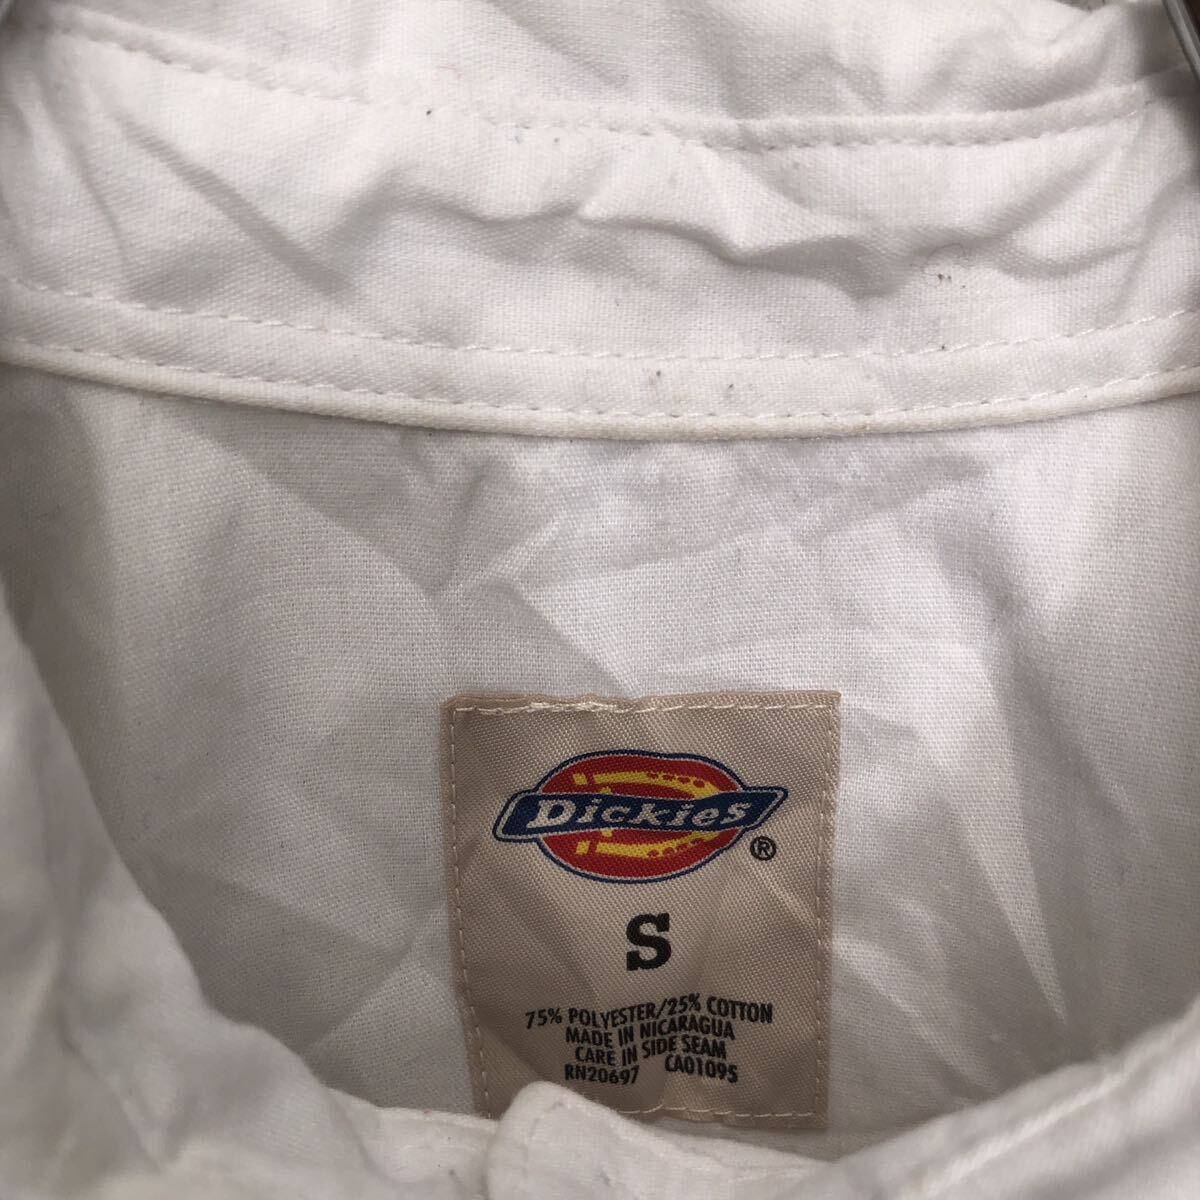 Dickies
®
S
75% POLYESTER/25% COTTON
MADE IN NICARAGUA
CARE IN SIDE SEAM
RN20697 CA01095